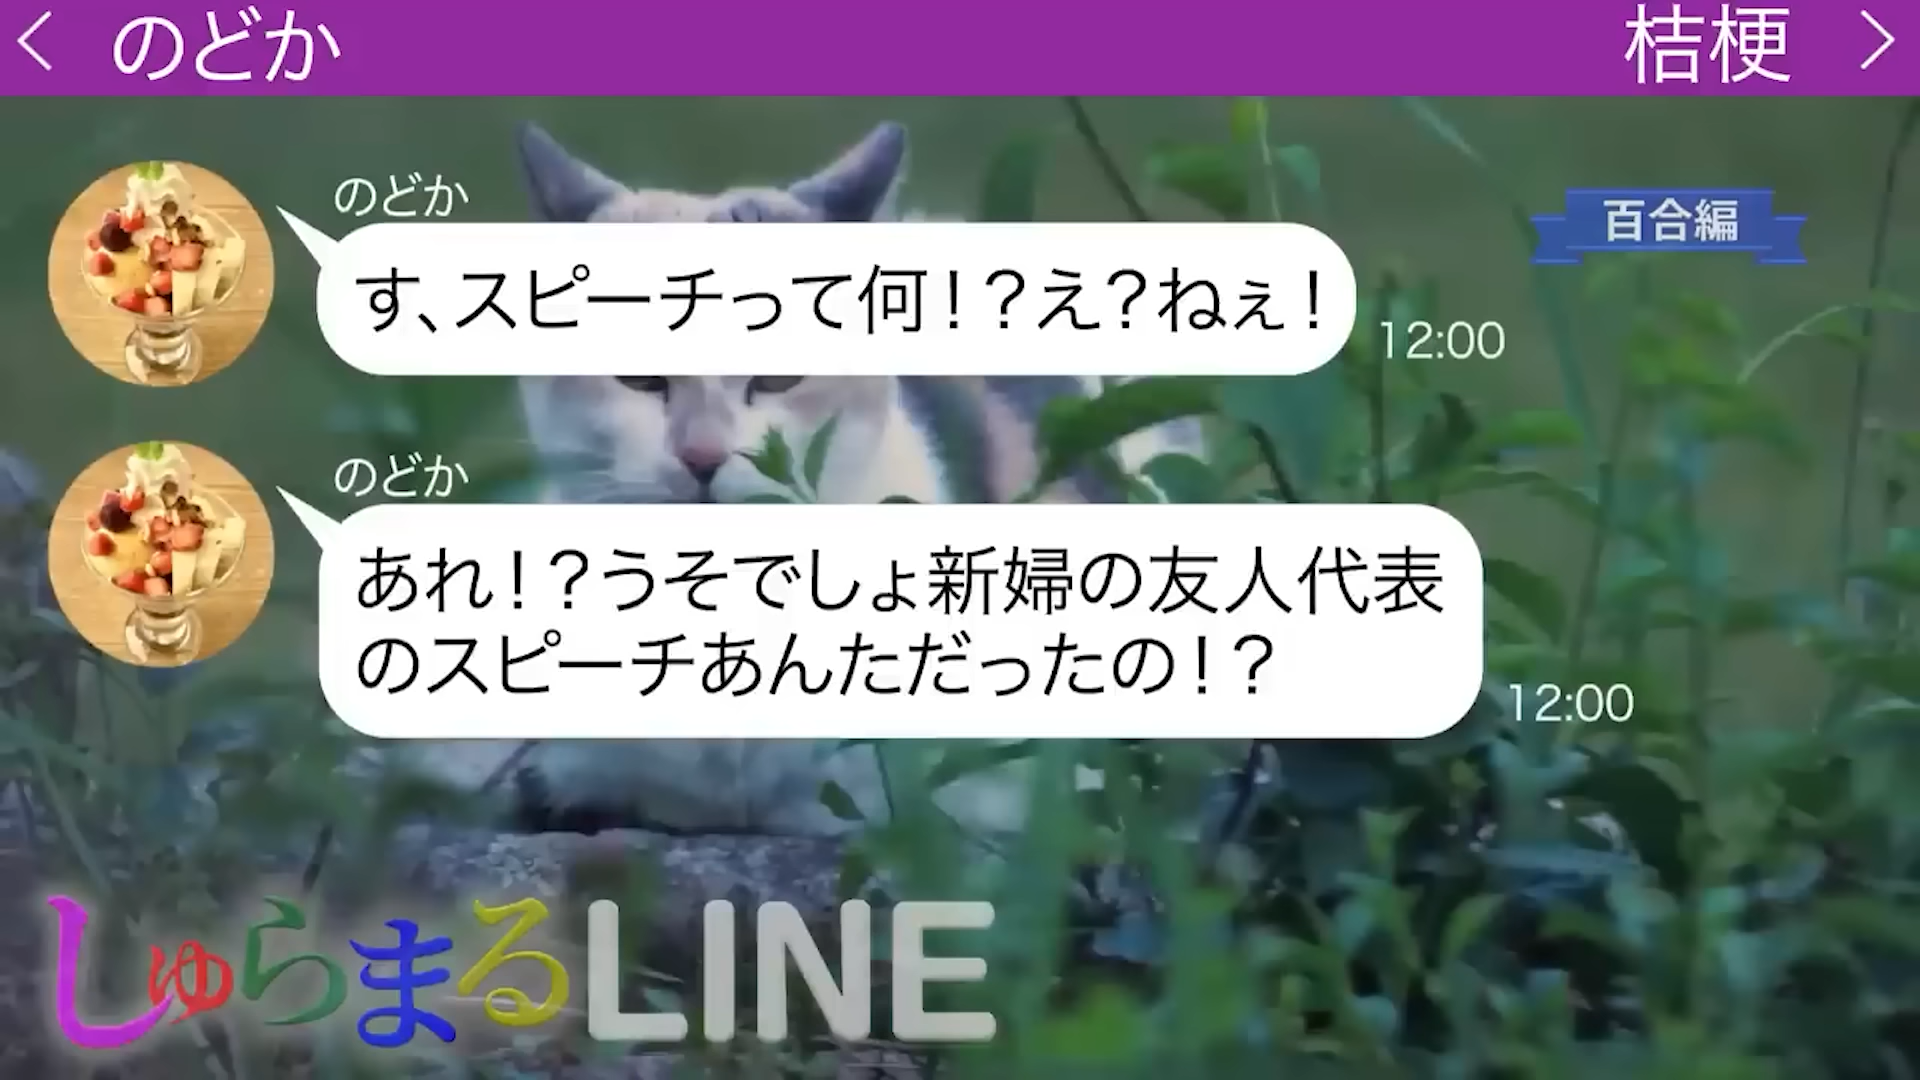 のどか
桔梗
百合編
のどか
す、スピーチって何！？え？ねぇ！
12:00
のどか
あれ！？うそでしょ新婦の友人代表
のスピーチあんただったの！？
12:00
しゅらまるLINE